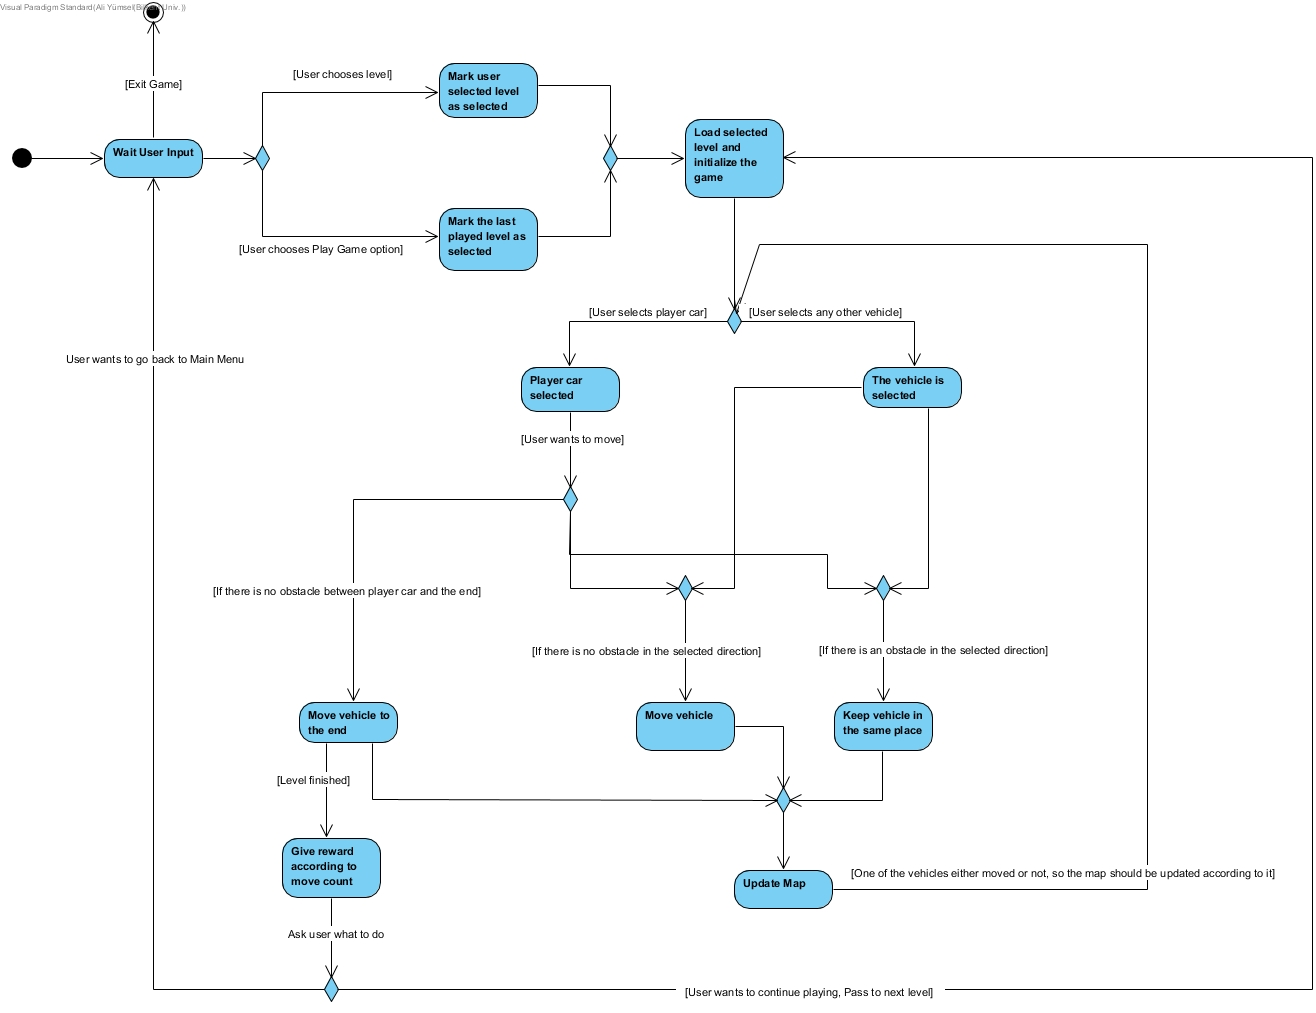 Visual Paradigm Standard(Ali Yümsel(Bilkent Univ.))
[Exit Game]
[User chooses level]
Mark user
selected level
as selected
Wait User Input
Load selected
level and
initialize the
game
Mark the last
played level as
selected
[User chooses Play Game option]
[User selects player car]
[User selects any other vehicle]
User wants to go back to Main Menu
Player car
selected
The vehicle is
selected
[User wants to move]
[If there is no obstacle between player car and the end]
[If there is no obstacle in the selected direction]
[If there is an obstacle in the selected direction]
Move vehicle to
the end
Move vehicle
Keep vehicle in
the same place
[Level finished]
Give reward
according to
move count
Update Map
[One of the vehicles either moved or not, so the map should be updated according to it]
Ask user what to do
[User wants to continue playing, Pass to next level]